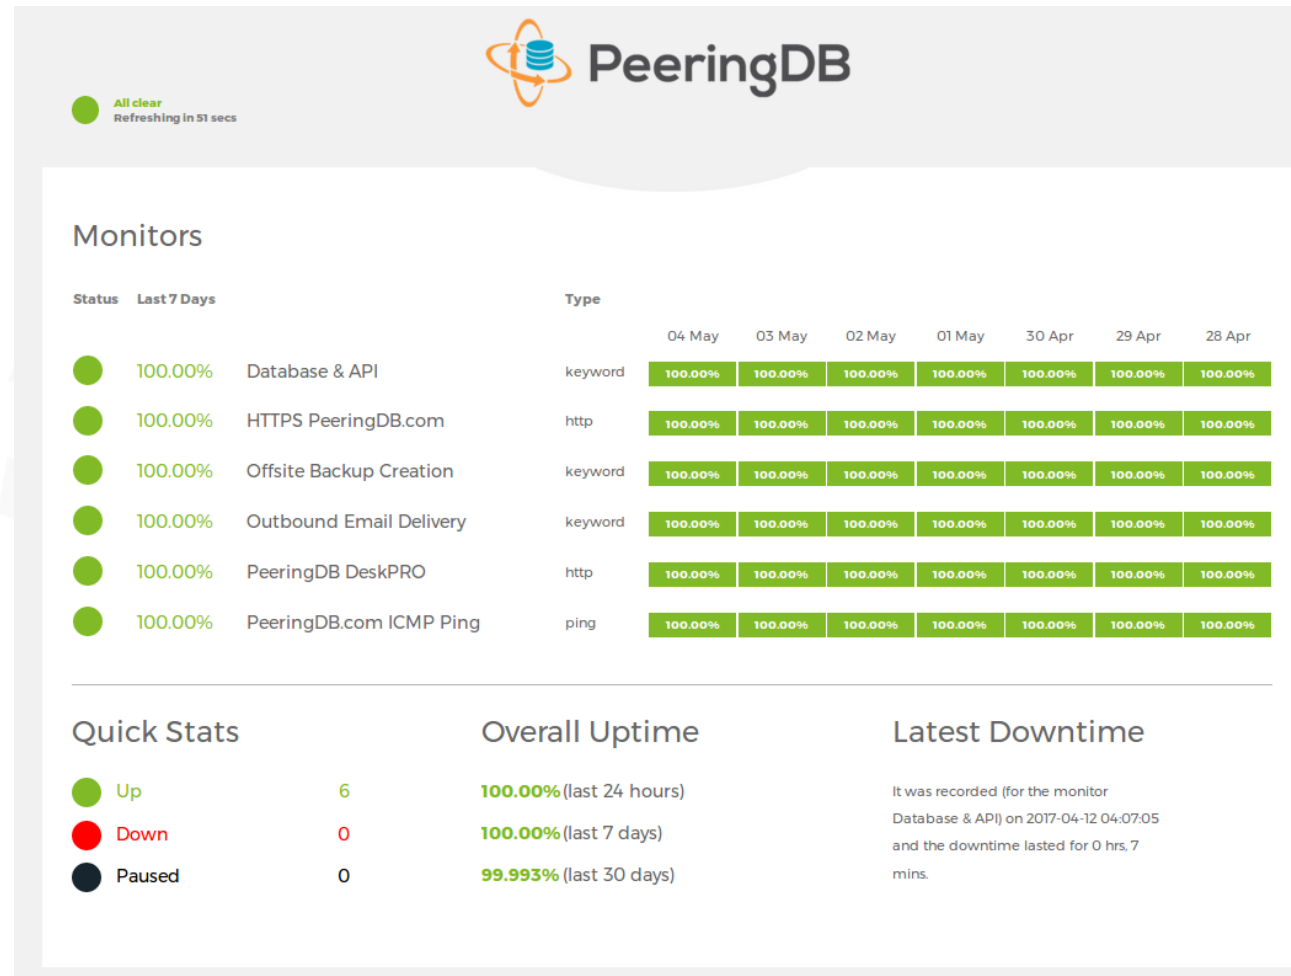 PeeringDB
All clear
Refreshing in 51 secs
Monitors
Status Last 7 Days Type
04 May 03 May 02 May 01 May 30 Apr 29 Apr 28 Apr
100.00% Database & API keyword 100.00% 100.00% 100.00% 100.00% 100.00% 100.00% 100.00%
100.00% HTTPS PeeringDB.com http 100.00% 100.00% 100.00% 100.00% 100.00% 100.00% 100.00%
100.00% Offsite Backup Creation keyword 100.00% 100.00% 100.00% 100.00% 100.00% 100.00% 100.00%
100.00% Outbound Email Delivery keyword 100.00% 100.00% 100.00% 100.00% 100.00% 100.00% 100.00%
100.00% PeeringDB DeskPRO http 100.00% 100.00% 100.00% 100.00% 100.00% 100.00% 100.00%
100.00% PeeringDB.com ICMP Ping ping 100.00% 100.00% 100.00% 100.00% 100.00% 100.00% 100.00%
Quick Stats
Up 6
Down 0
Paused 0
Overall Uptime
100.00% (last 24 hours)
100.00% (last 7 days)
99.993% (last 30 days)
Latest Downtime
It was recorded (for the monitor
Database & API) on 2017-04-12 04:07:05
and the downtime lasted for 0 hrs, 7
mins.